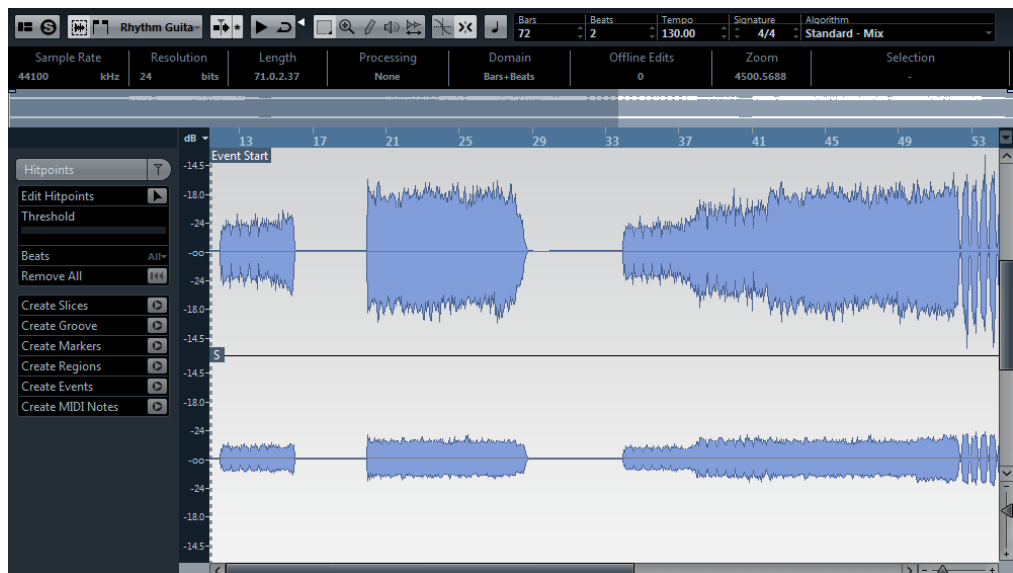 Rhythm Guita
Bars Beats Tempo Signature Algorithm
72 2 130.00 4/4 Standard - Mix
Sample Rate Resolution Length Processing Domain Offline Edits Zoom Selection
44100 kHz 24 bits 71.0.2.37 None Bars+Beats 0 4500.5688 -
dB 13 17 21 25 29 33 37 41 45 49 53
Event Start
Hitpoints
Edit Hitpoints
Threshold
Beats All
Remove All
Create Slices
Create Groove
Create Markers
Create Regions
Create Events
Create MIDI Notes
-14.5
-18.0
-24
-oo
-24
-18.0
-14.5
S
-14.5
-18.0
-24
-oo
-24
-18.0
-14.5